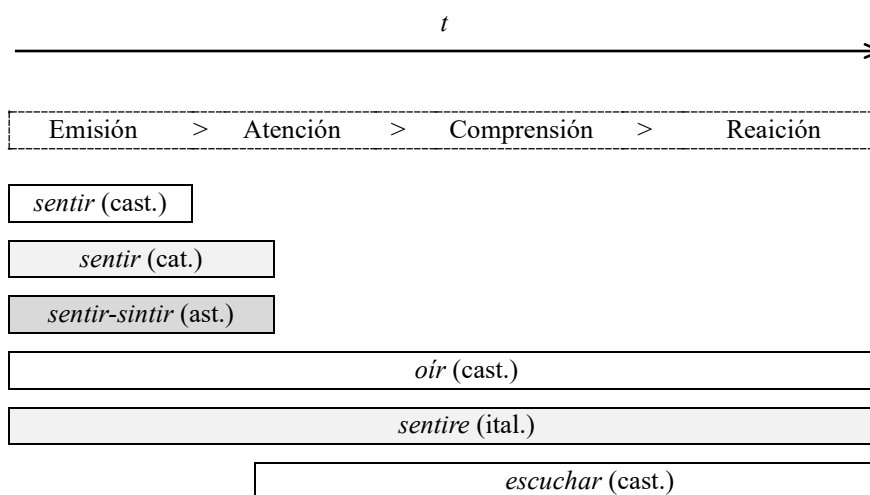 t
Emisión > Atención > Comprensión > Reaición
sentir (cast.)
sentir (cat.)
sentir-sintir (ast.)
oír (cast.)
sentire (ital.)
escuchar (cast.)